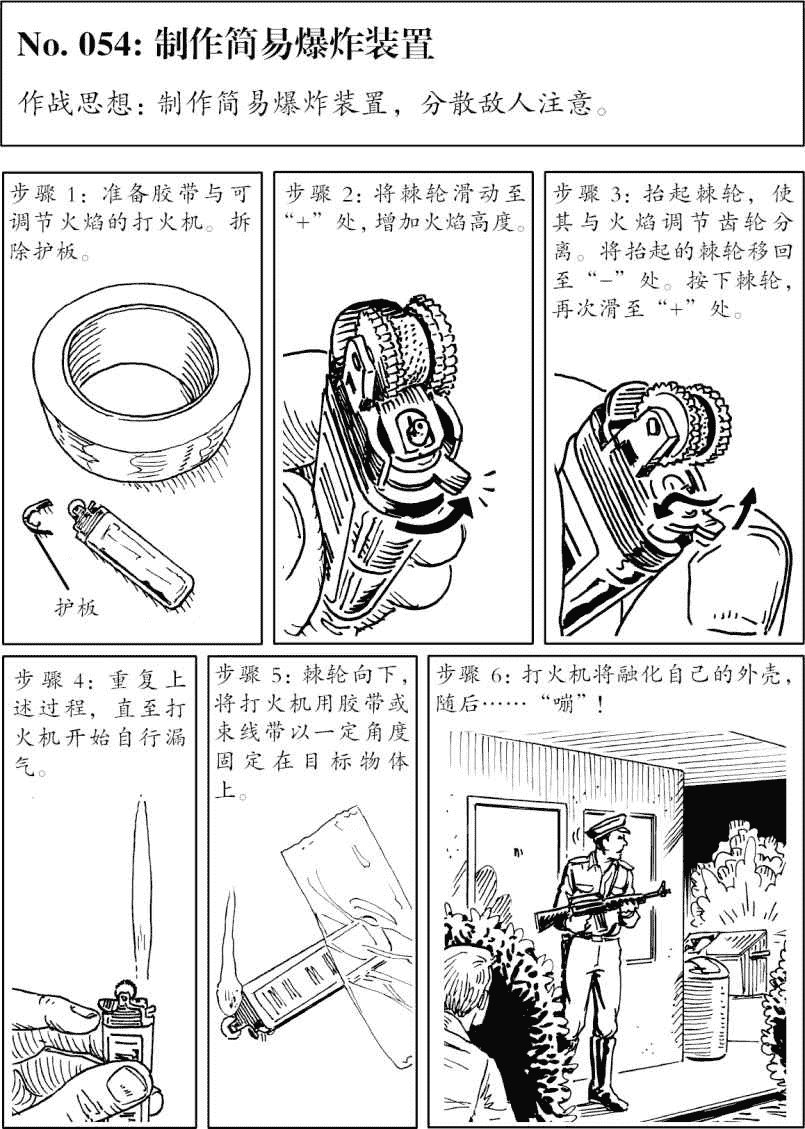 No. 054: 制作简易爆炸装置
作战思想：制作简易爆炸装置，分散敌人注意。
步骤 1：准备胶带与可
调节火焰的打火机。拆
除护板。
护板
步骤 2：将棘轮滑动至
“+”处，增加火焰高度。
步骤 3：抬起棘轮，使
其与火焰调节齿轮分
离。将抬起的棘轮移回
至“-”处。按下棘轮，
再次滑至“+”处。
步骤 4：重复上
述过程，直至打
火机开始自行漏
气。
步骤 5：棘轮向下，
将打火机用胶带或
束线带以一定角度
固定在目标物体
上。
步骤 6：打火机将融化自己的外壳，
随后……“嘣”！